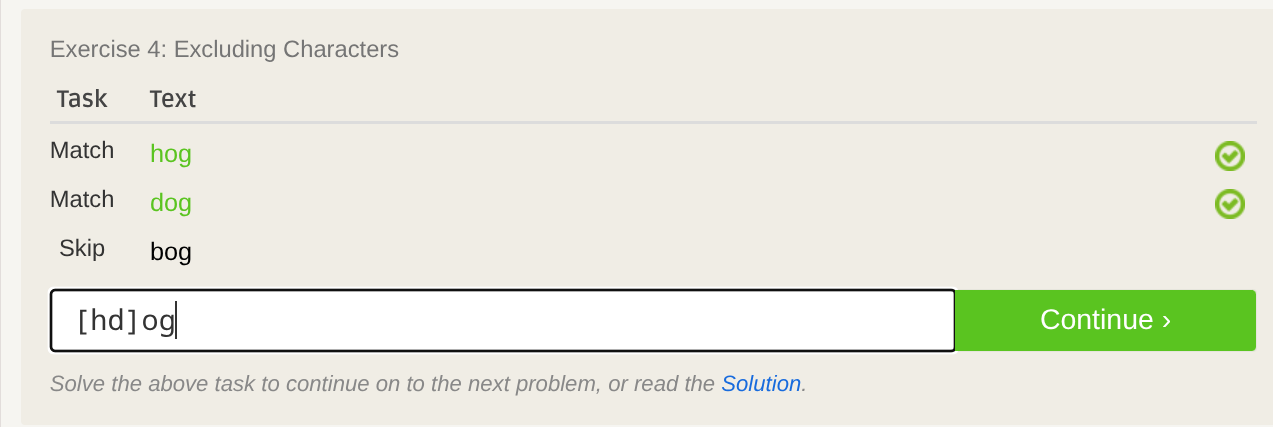 Exercise 4: Excluding Characters
Task Text
Match hog
Match dog
Skip bog
[hd]og
Continue ›
Solve the above task to continue on to the next problem, or read the Solution.